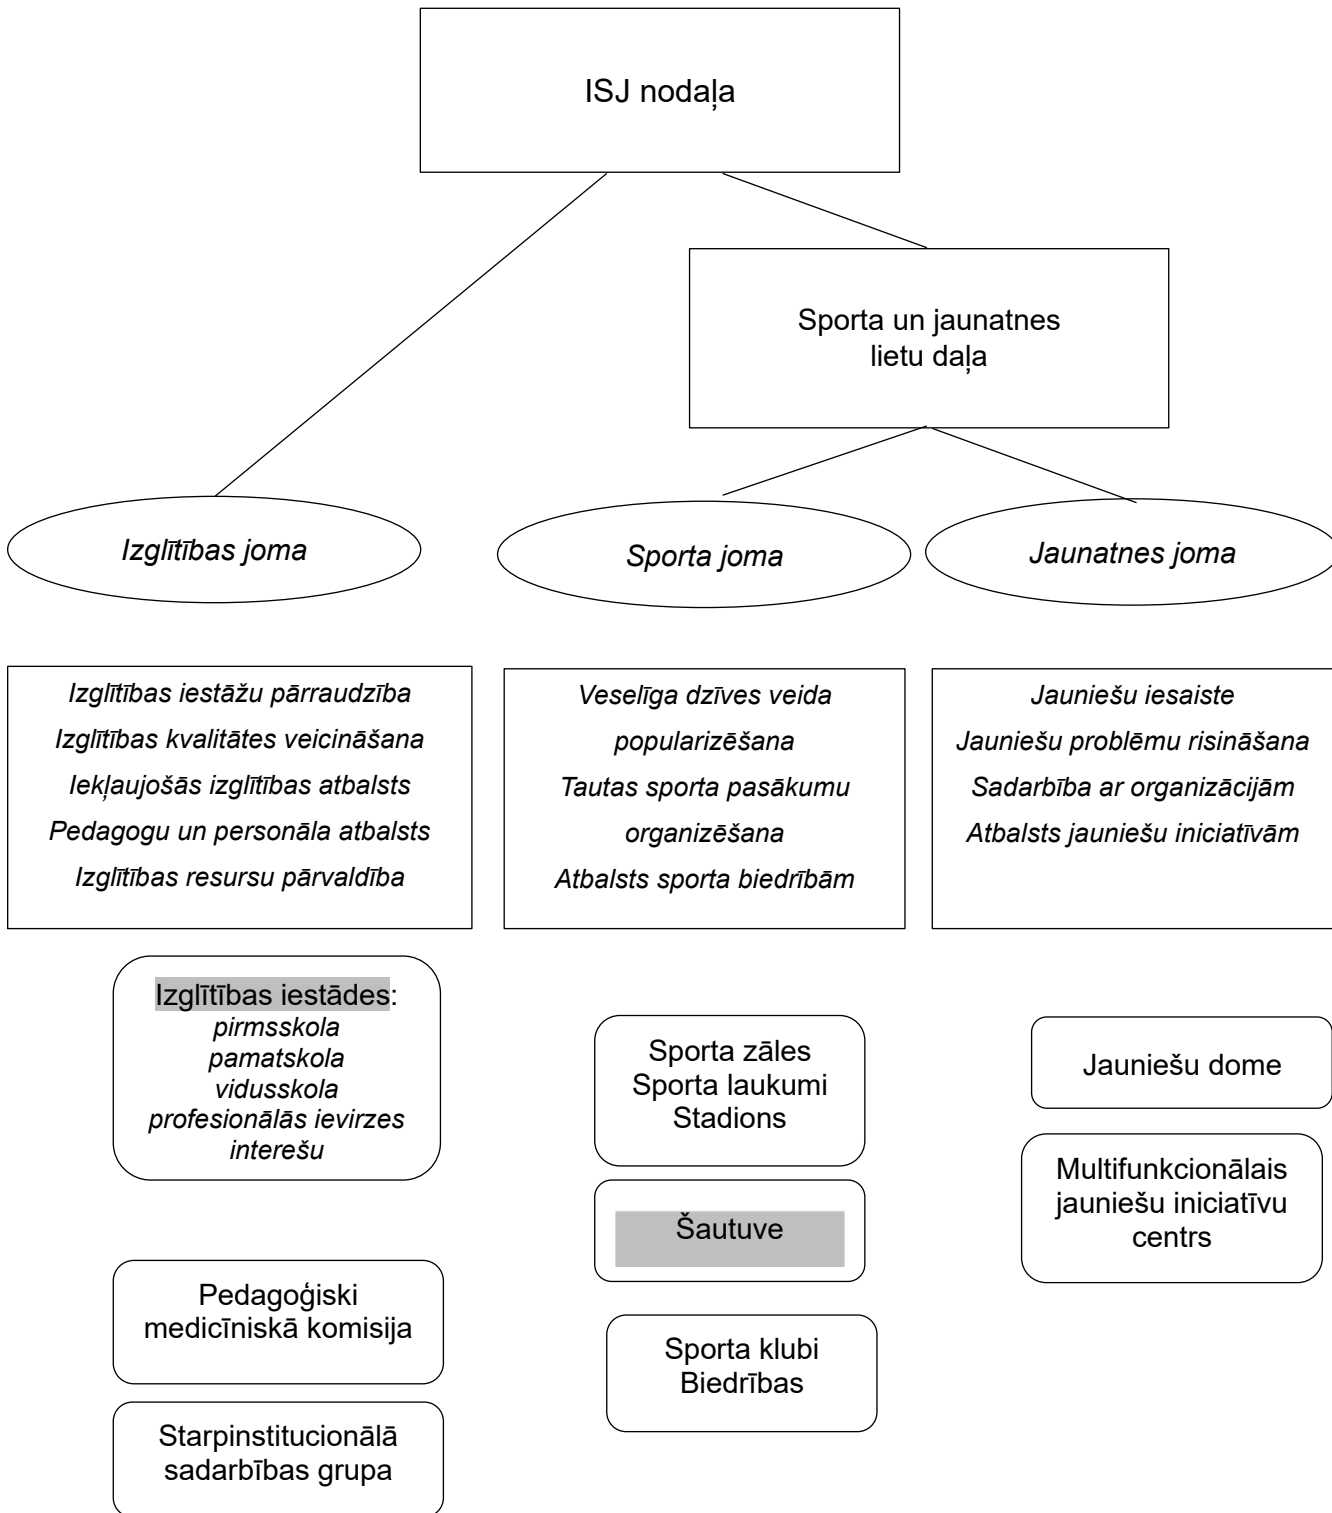 ISJ nodaļa
Sporta un jaunatnes
lietu daļa
Izglītības joma
Sporta joma
Jaunatnes joma
Izglītības iestāžu pārraudzība
Izglītības kvalitātes veicināšana
Iekļaujošās izglītības atbalsts
Pedagogu un personāla atbalsts
Izglītības resursu pārvaldība
Veselīga dzīves veida
popularizēšana
Tautas sporta pasākumu
organizēšana
Atbalsts sporta biedrībām
Jauniešu iesaiste
Jauniešu problēmu risināšana
Sadarbība ar organizācijām
Atbalsts jauniešu iniciatīvām
Izglītības iestādes:
pirmsskola
pamatskola
vidusskola
profesionālās ievirzes
interešu
Pedagoģiski
medicīniskā komisija
Starpinstitucionālā
sadarbības grupa
Sporta zāles
Sporta laukumi
Stadions
Šautuve
Sporta klubi
Biedrības
Jauniešu dome
Multifunkcionālais
jauniešu iniciatīvu
centrs